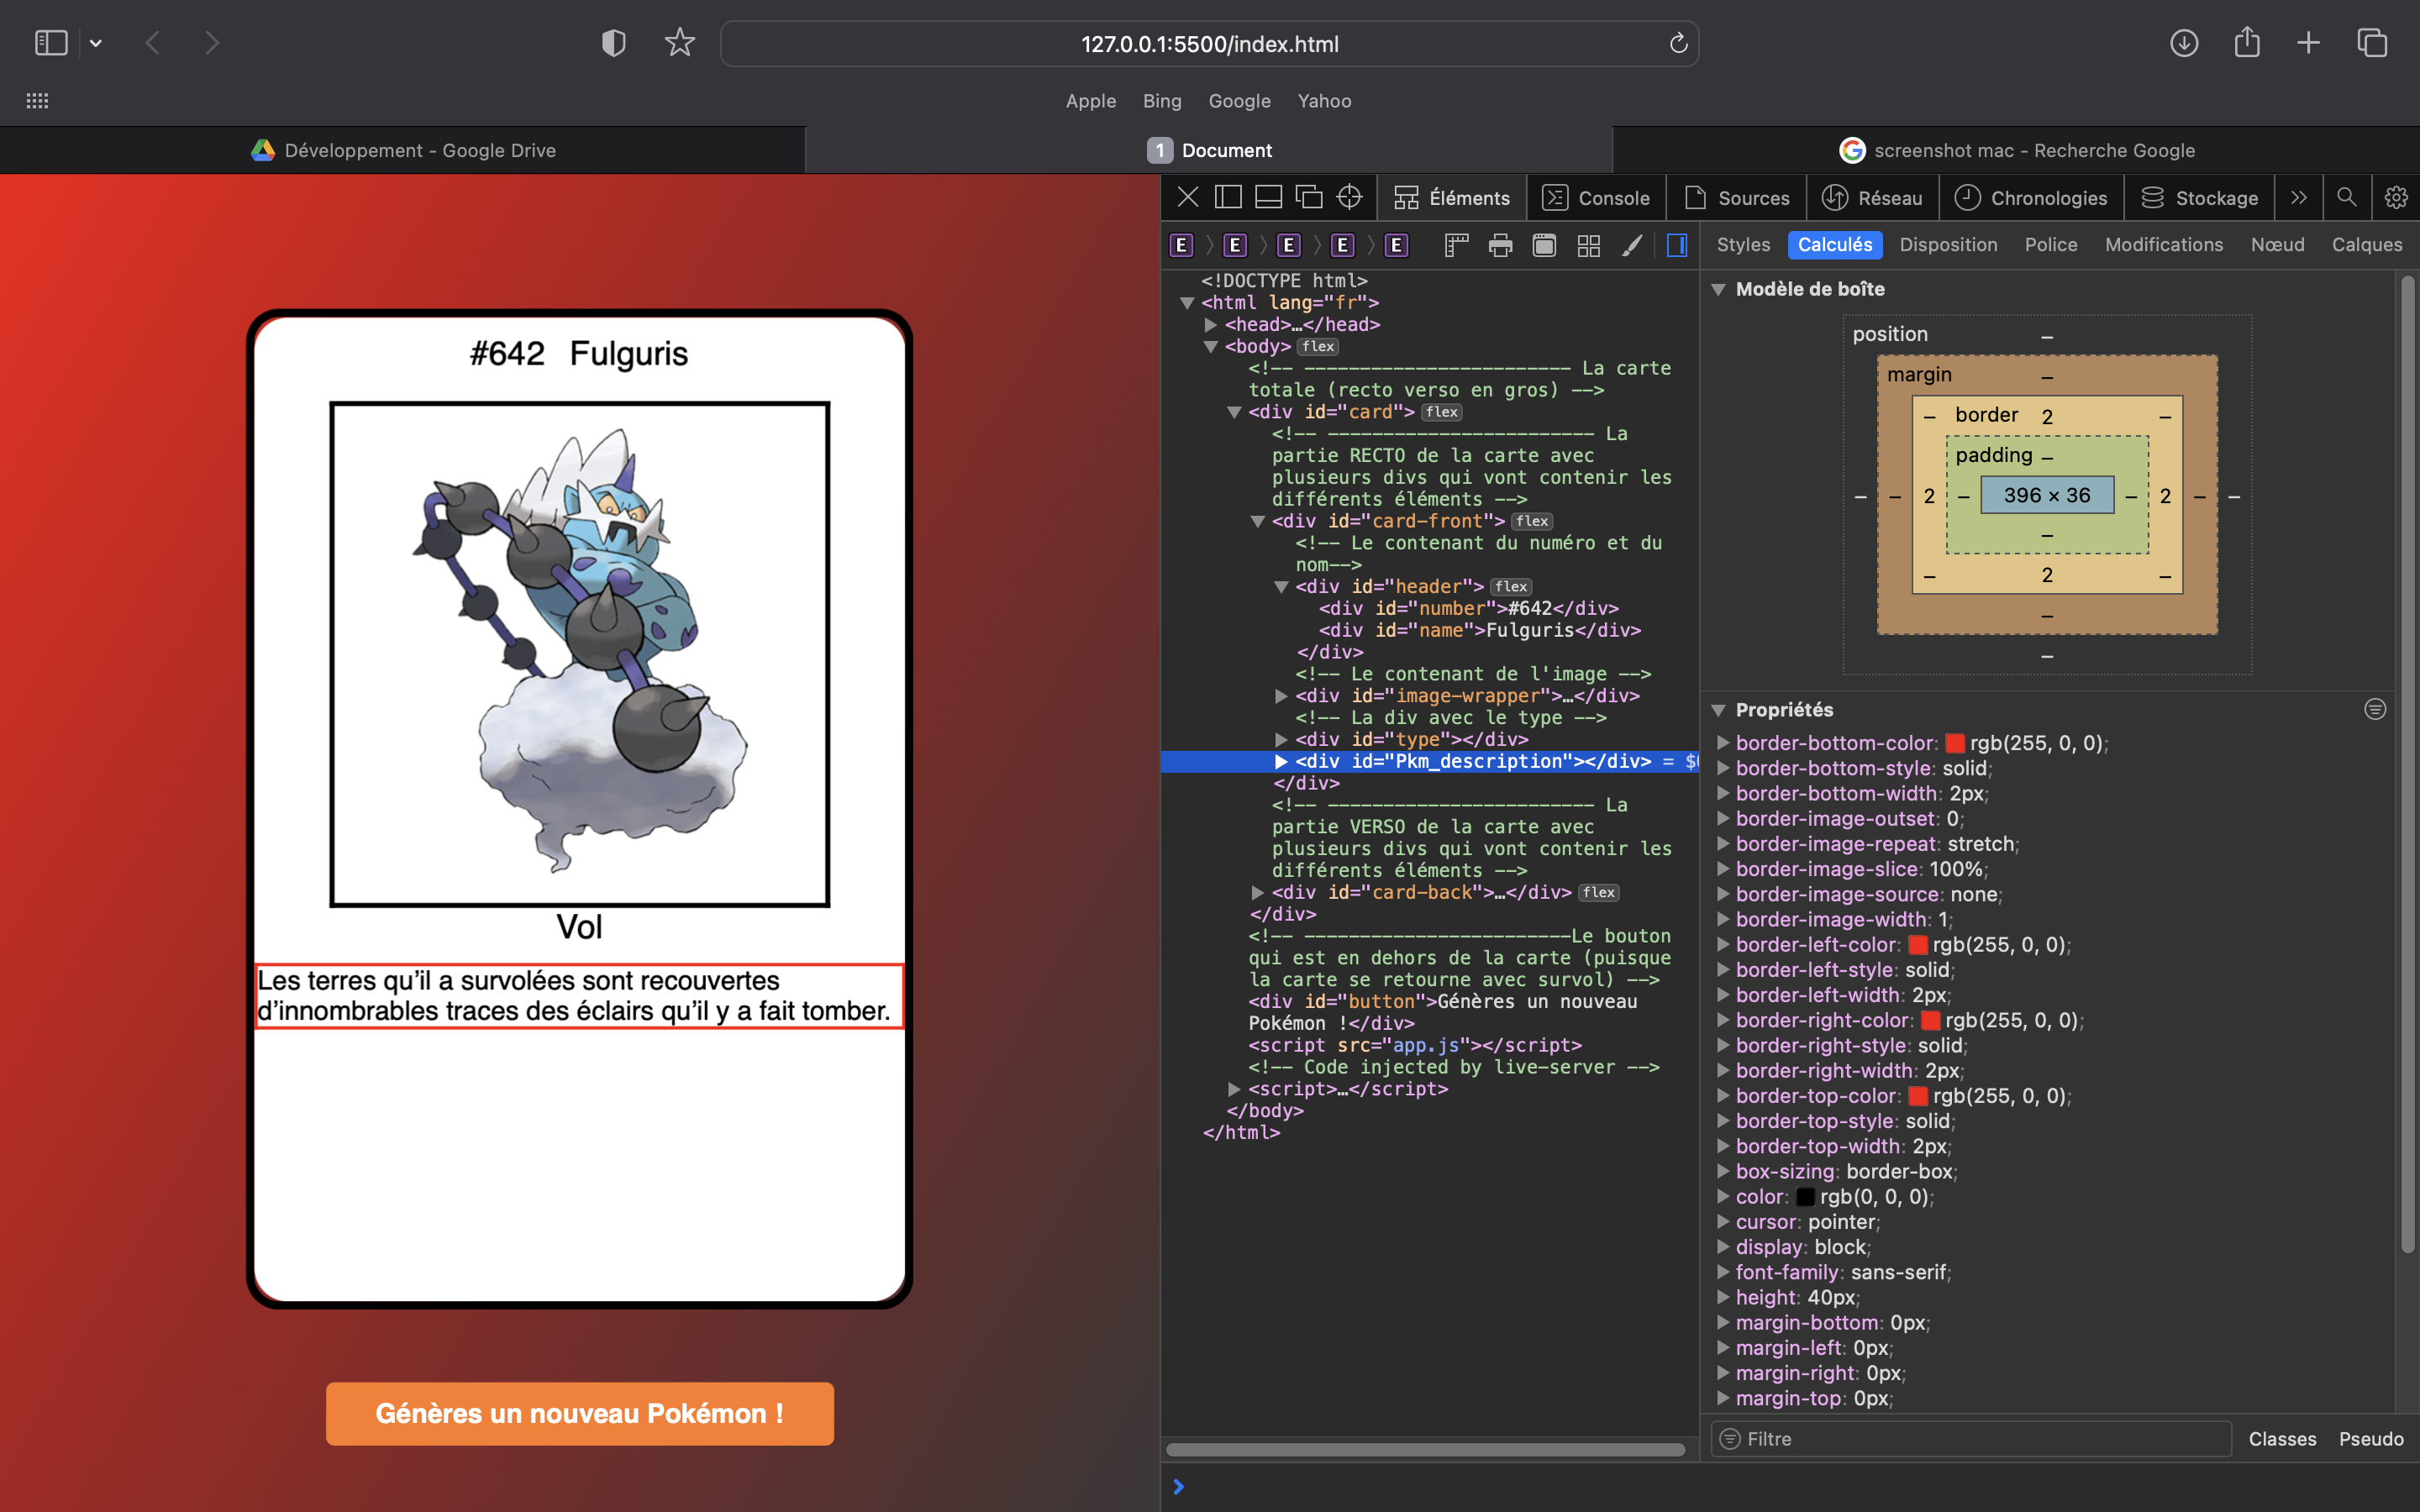 127.0.0.1:5500/index.html
Apple Bing Google Yahoo
Développement - Google Drive
1 Document
screenshot mac - Recherche Google
#642 Fulguris
Vol
Les terres qu’il a survolées sont recouvertes
d’innombrables traces des éclairs qu’il y a fait tomber.
Génères un nouveau Pokémon !
Éléments Console Sources Réseau Chronologies Stockage
E E E E E
<!DOCTYPE html>
<html lang="fr">
<head>…</head>
<body> flex
<!-- ------------------------ La carte
totale (recto verso en gros) -->
<div id="card"> flex
<!-- ------------------------ La
partie RECTO de la carte avec
plusieurs divs qui vont contenir les
différents éléments -->
<div id="card-front"> flex
<!-- Le contenant du numéro et du
nom-->
<div id="header"> flex
<div id="number">#642</div>
<div id="name">Fulguris</div>
</div>
<!-- Le contenant de l'image -->
<div id="image-wrapper">…</div>
<!-- La div avec le type -->
<div id="type"></div>
<div id="Pkm_description"></div> = $
</div>
<!-- ------------------------ La
partie VERSO de la carte avec
plusieurs divs qui vont contenir les
différents éléments -->
<div id="card-back">…</div> flex
</div>
<!-- ------------------------Le bouton
qui est en dehors de la carte (puisque
la carte se retourne avec survol) -->
<div id="button">Génères un nouveau
Pokémon !</div>
<script src="app.js"></script>
<!-- Code injected by live-server -->
<script>…</script>
</body>
</html>
Styles Calculés Disposition Police Modifications Nœud Calques
Modèle de boîte
position –
margin –
– border 2 –
padding –
– – 2 – 396 × 36 – 2 – –
–
– 2 –
–
–
Propriétés
border-bottom-color: rgb(255, 0, 0);
border-bottom-style: solid;
border-bottom-width: 2px;
border-image-outset: 0;
border-image-repeat: stretch;
border-image-slice: 100%;
border-image-source: none;
border-image-width: 1;
border-left-color: rgb(255, 0, 0);
border-left-style: solid;
border-left-width: 2px;
border-right-color: rgb(255, 0, 0);
border-right-style: solid;
border-right-width: 2px;
border-top-color: rgb(255, 0, 0);
border-top-style: solid;
border-top-width: 2px;
box-sizing: border-box;
color: rgb(0, 0, 0);
cursor: pointer;
display: block;
font-family: sans-serif;
height: 40px;
margin-bottom: 0px;
margin-left: 0px;
margin-right: 0px;
margin-top: 0px;
Filtre Classes Pseudo